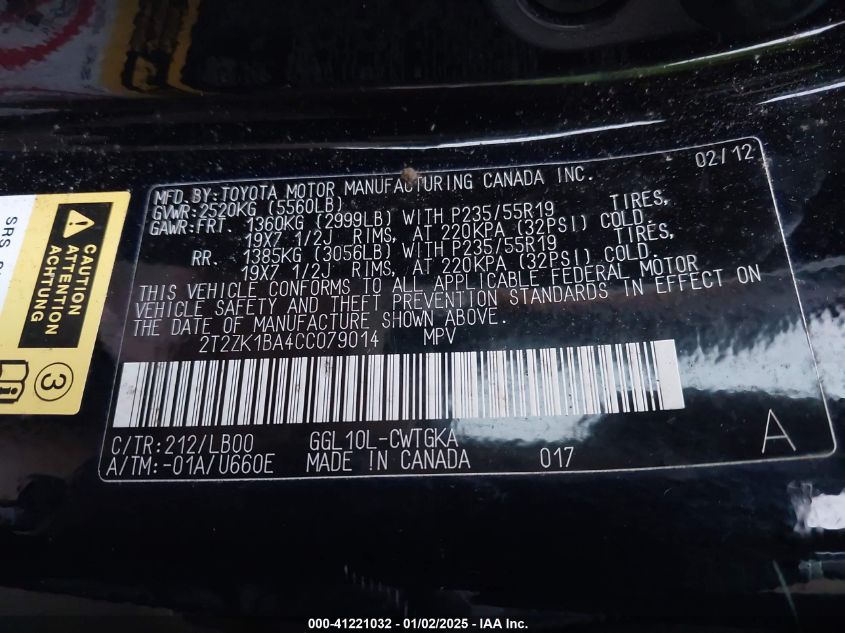 MFD. BY: TOYOTA MOTOR MANUFACTURING CANADA INC. 02/12
GVWR: 2520KG (5560LB)
GAWR: FRT. 1360KG (2999LB) WITH P235/55R19 TIRES,
19X7 1/2J RIMS, AT 220KPA (32PSI) COLD.
RR. 1385KG (3056LB) WITH P235/55R19 TIRES,
19X7 1/2J RIMS, AT 220KPA (32PSI) COLD.
THIS VEHICLE CONFORMS TO ALL APPLICABLE FEDERAL MOTOR
VEHICLE SAFETY AND THEFT PREVENTION STANDARDS IN EFFECT ON
THE DATE OF MANUFACTURE SHOWN ABOVE.
2T2ZK1BA4CC079014 MPV
C/TR: 212/LB00 GGL10L-CWTGKA
A/TM: -01A/U660E MADE IN CANADA 017 A
CAUTION
ATTENTION
ACHTUNG
3
SRS
000-41221032 - 01/02/2025 - IAA Inc.